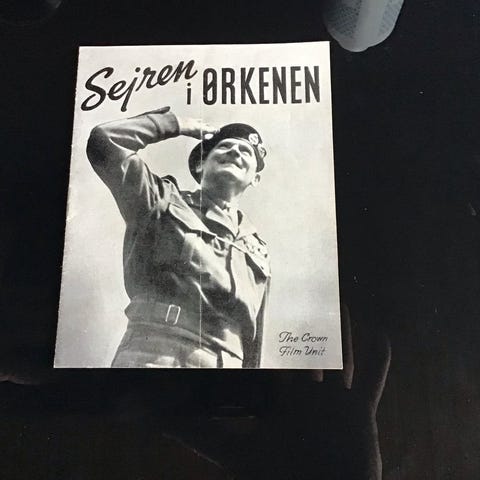 Sejren
i ØRKENEN
The Crown
Film Unit